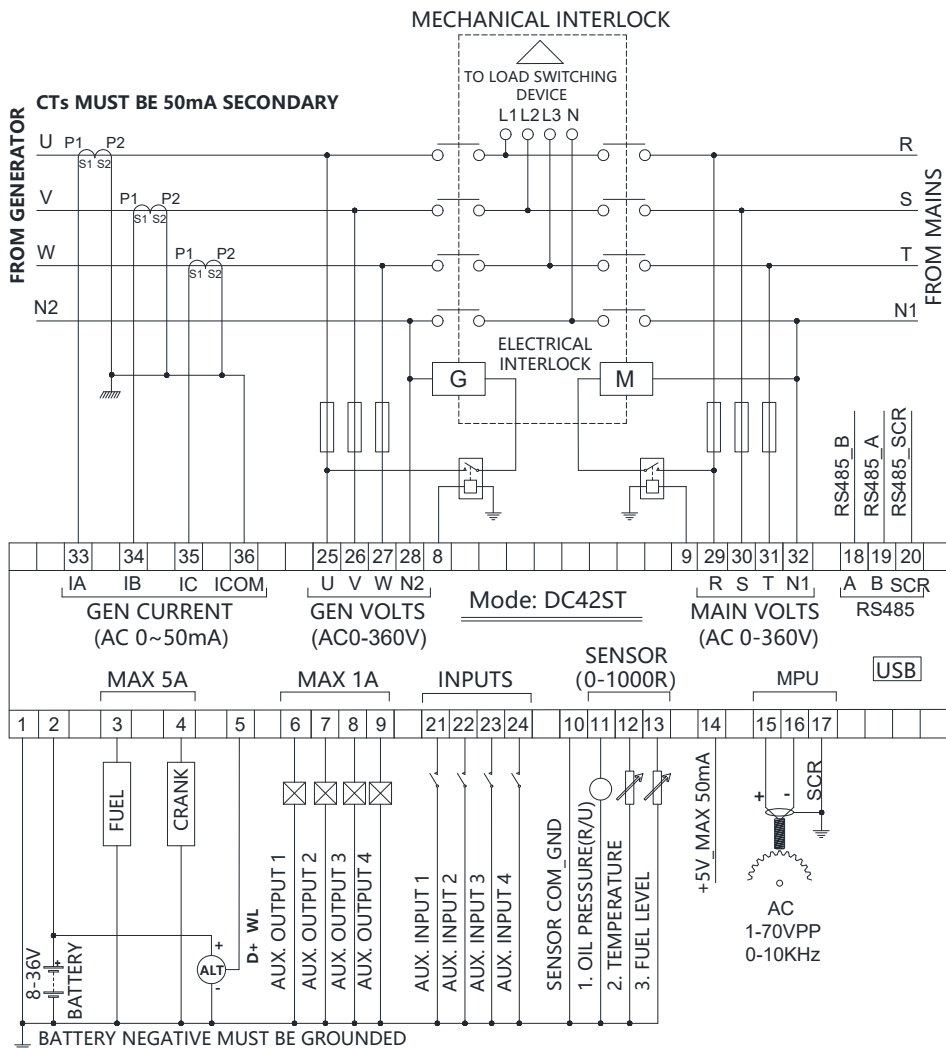 MECHANICAL INTERLOCK
TO LOAD SWITCHING
DEVICE
L1 L2 L3 N
CTs MUST BE 50mA SECONDARY
FROM GENERATOR
U P1 P2
S1 S2
R
V P1 P2
S1 S2
S
W P1 P2
S1 S2
T
N2
N1
FROM MAINS
ELECTRICAL
INTERLOCK
G
M
RS485_B
RS485_A
RS485_SCR
33 34 35 36 25 26 27 28 8 9 29 30 31 32 18 19 20
IA IB IC ICOM U V W N2 R S T N1 A B SCR
GEN CURRENT
(AC 0~50mA)
GEN VOLTS
(AC0-360V)
Mode: DC42ST
MAIN VOLTS
(AC 0-360V)
RS485
USB
MAX 5A
MAX 1A
INPUTS
SENSOR
(0-1000R)
MPU
1 2 3 4 5 6 7 8 9 21 22 23 24 10 11 12 13 14 15 16 17
8-36V
BATTERY
+
FUEL
CRANK
+
ALT
-
D+ WL
AUX. OUTPUT 1
AUX. OUTPUT 2
AUX. OUTPUT 3
AUX. OUTPUT 4
AUX. INPUT 1
AUX. INPUT 2
AUX. INPUT 3
AUX. INPUT 4
SENSOR COM_GND
1. OIL PRESSURE(R/U)
2. TEMPERATURE
3. FUEL LEVEL
+5V_MAX 50mA
+ -
SCR
AC
1-70VPP
0-10KHz
BATTERY NEGATIVE MUST BE GROUNDED